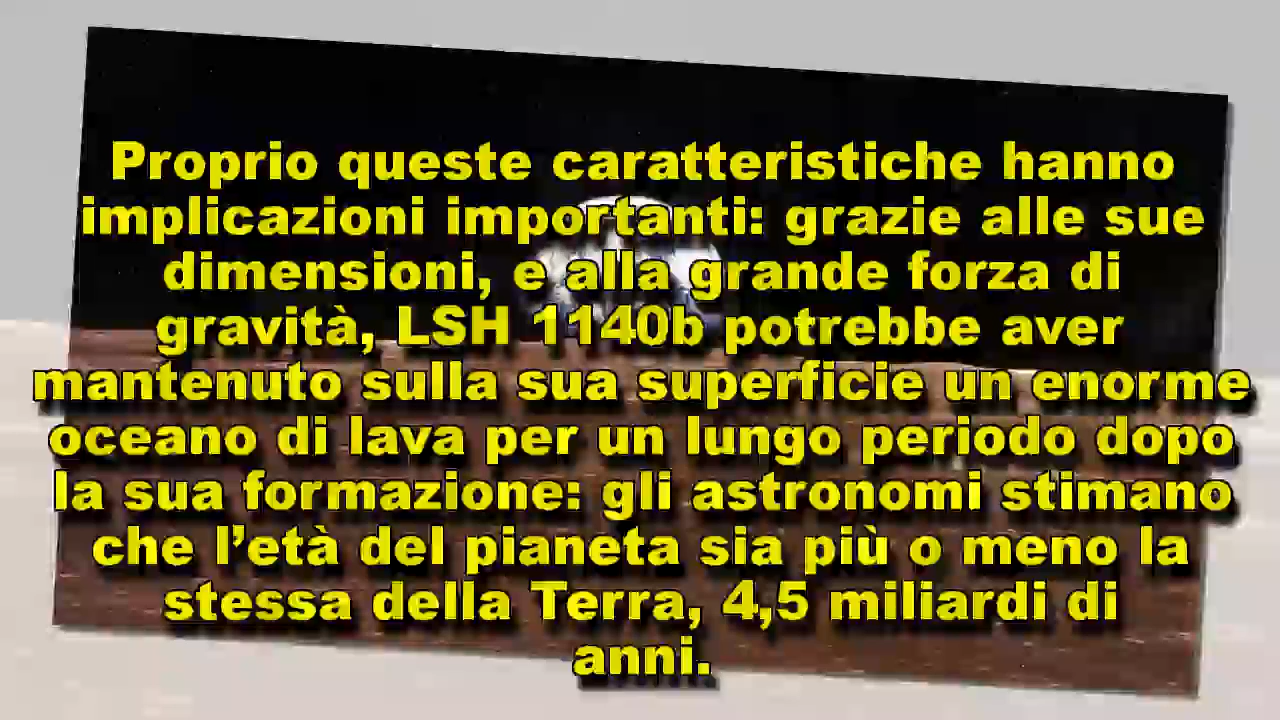 Proprio queste caratteristiche hanno
implicazioni importanti: grazie alle sue
dimensioni, e alla grande forza di
gravità, LSH 1140b potrebbe aver
mantenuto sulla sua superficie un enorme
oceano di lava per un lungo periodo dopo
la sua formazione: gli astronomi stimano
che l’età del pianeta sia più o meno la
stessa della Terra, 4,5 miliardi di
anni.